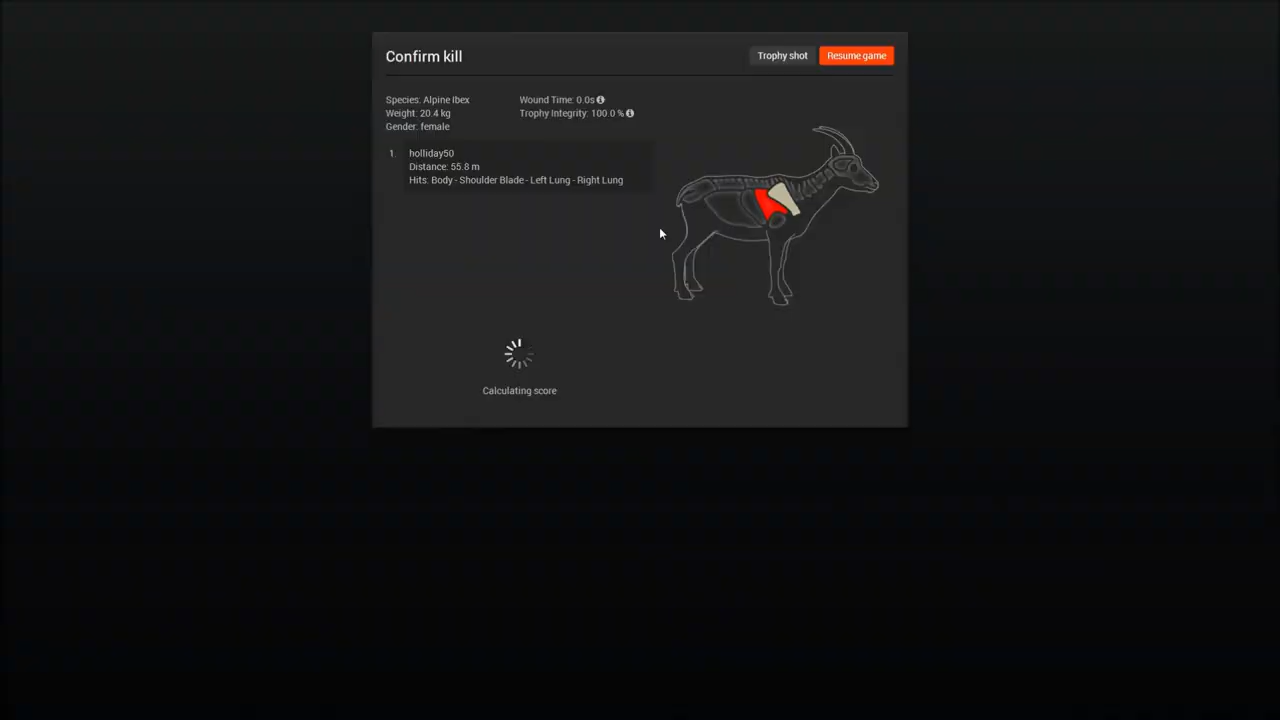 Confirm kill
Trophy shot
Resume game
Species: Alpine Ibex
Wound Time: 0.0s
Weight: 20.4 kg
Trophy Integrity: 100.0 %
Gender: female
1. holliday50
Distance: 55.8 m
Hits: Body - Shoulder Blade - Left Lung - Right Lung
Calculating score